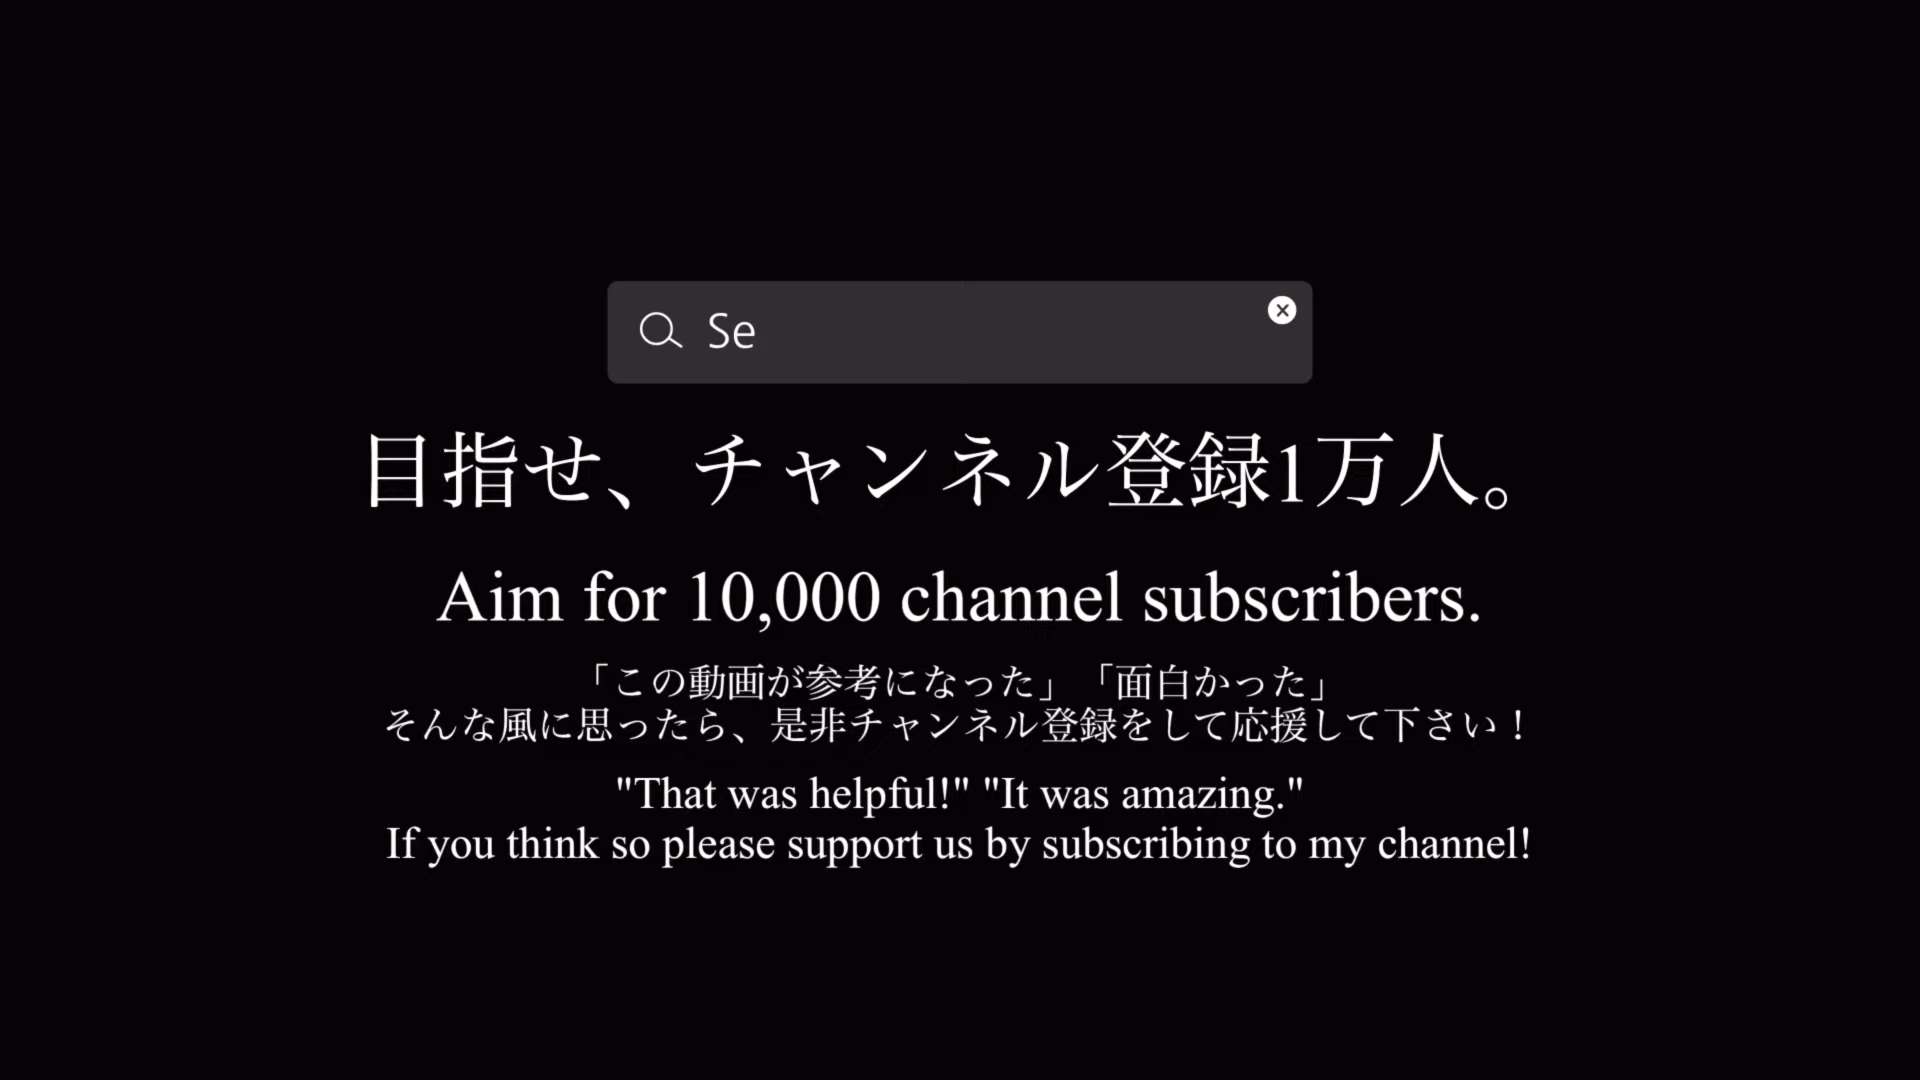 Se
目指せ、チャンネル登録1万人。
Aim for 10,000 channel subscribers.
「この動画が参考になった」「面白かった」
そんな風に思ったら、是非チャンネル登録をして応援して下さい！
"That was helpful!" "It was amazing."
If you think so please support us by subscribing to my channel!